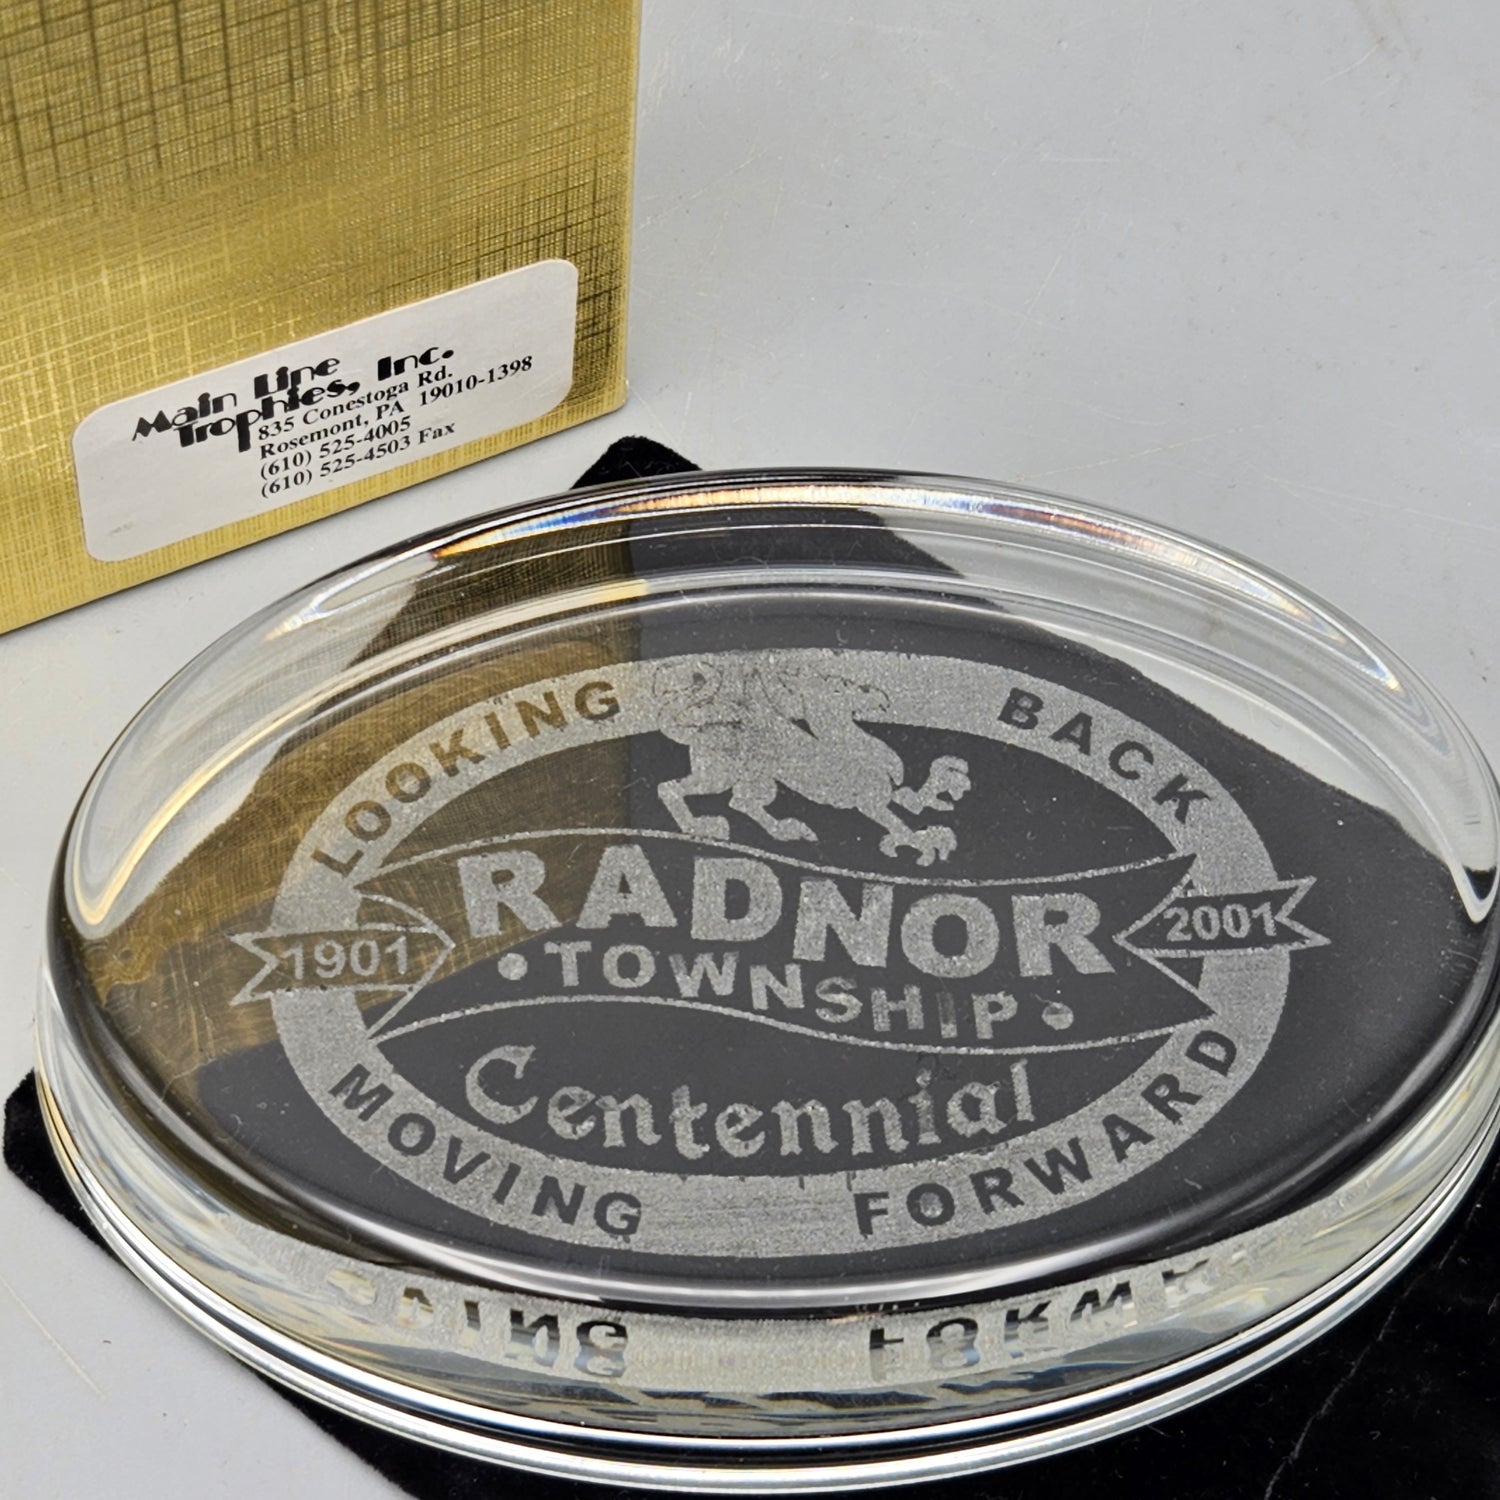 Main Line
Trophies, Inc.
835 Conestoga Rd.
Rosemont, PA 19010-1398
(610) 525-4005
(610) 525-4503 Fax
LOOKING BACK
RADNOR
1901
2001
• TOWNSHIP •
Centennial
MOVING FORWARD